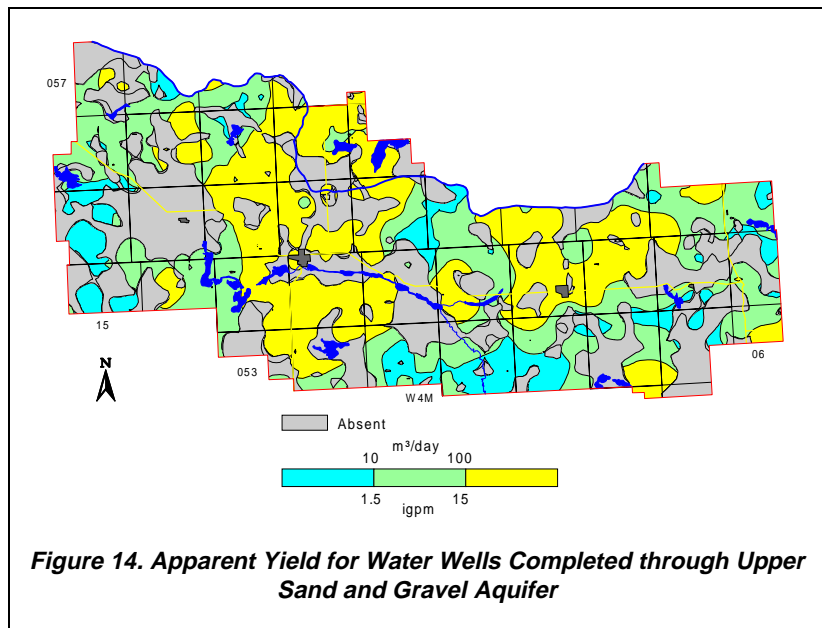 057
15
N
053
06
W4M
Absent
m³/day
10 100
1.5 15
igpm
Figure 14. Apparent Yield for Water Wells Completed through Upper
Sand and Gravel Aquifer